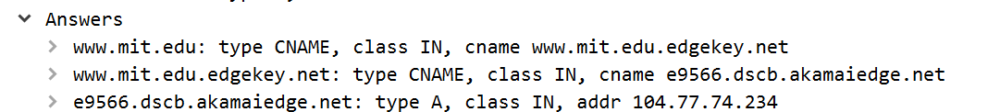 Answers
www.mit.edu: type CNAME, class IN, cname www.mit.edu.edgekey.net
www.mit.edu.edgekey.net: type CNAME, class IN, cname e9566.dscb.akamaiedge.net
e9566.dscb.akamaiedge.net: type A, class IN, addr 104.77.74.234